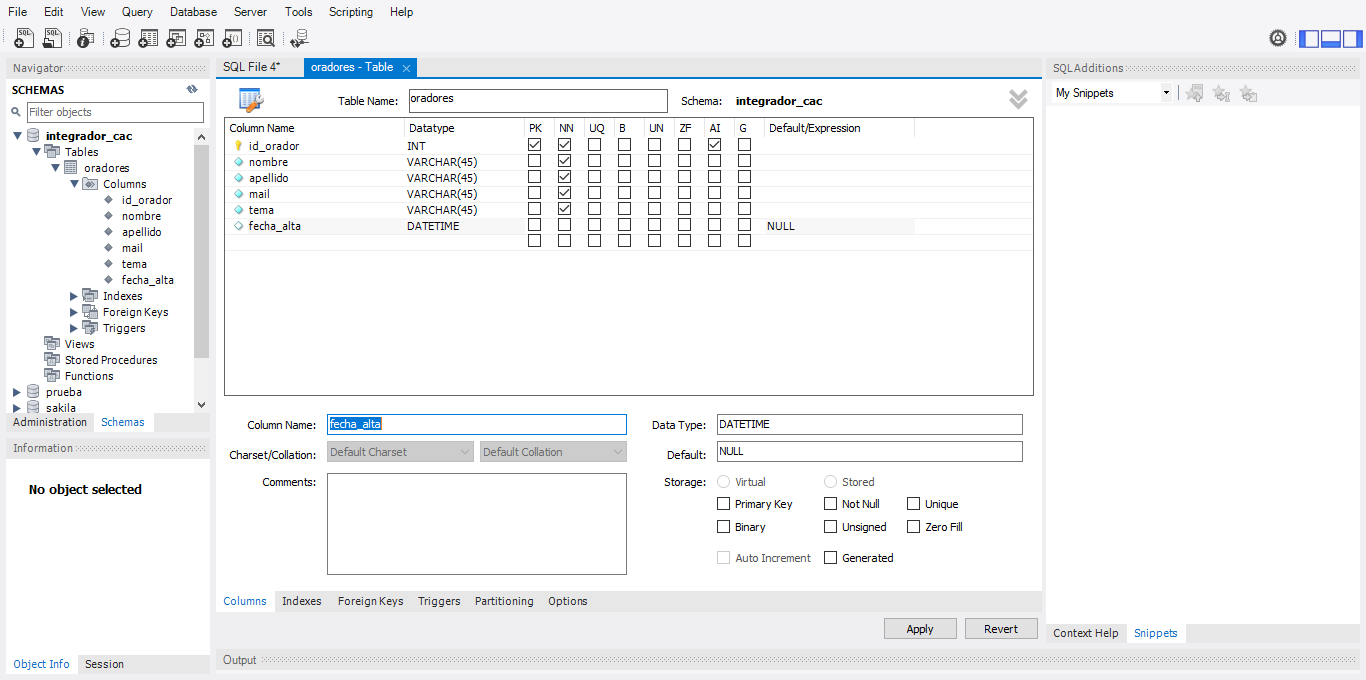 File Edit View Query Database Server Tools Scripting Help
Navigator
SCHEMAS
Filter objects
integrador_cac
Tables
oradores
Columns
id_orador
nombre
apellido
mail
tema
fecha_alta
Indexes
Foreign Keys
Triggers
Views
Stored Procedures
Functions
prueba
sakila
Administration Schemas
Information
No object selected
Object Info Session
SQL File 4* oradores - Table
Table Name: oradores Schema: integrador_cac
Column Name Datatype PK NN UQ B UN ZF AI G Default/Expression
id_orador INT
nombre VARCHAR(45)
apellido VARCHAR(45)
mail VARCHAR(45)
tema VARCHAR(45)
fecha_alta DATETIME NULL
Column Name: fecha_alta Data Type: DATETIME
Charset/Collation: Default Charset Default Collation Default: NULL
Comments: Storage: Virtual Stored
Primary Key Not Null Unique
Binary Unsigned Zero Fill
Auto Increment Generated
Columns Indexes Foreign Keys Triggers Partitioning Options
Apply Revert
Output
SQLAdditions
My Snippets
Context Help Snippets